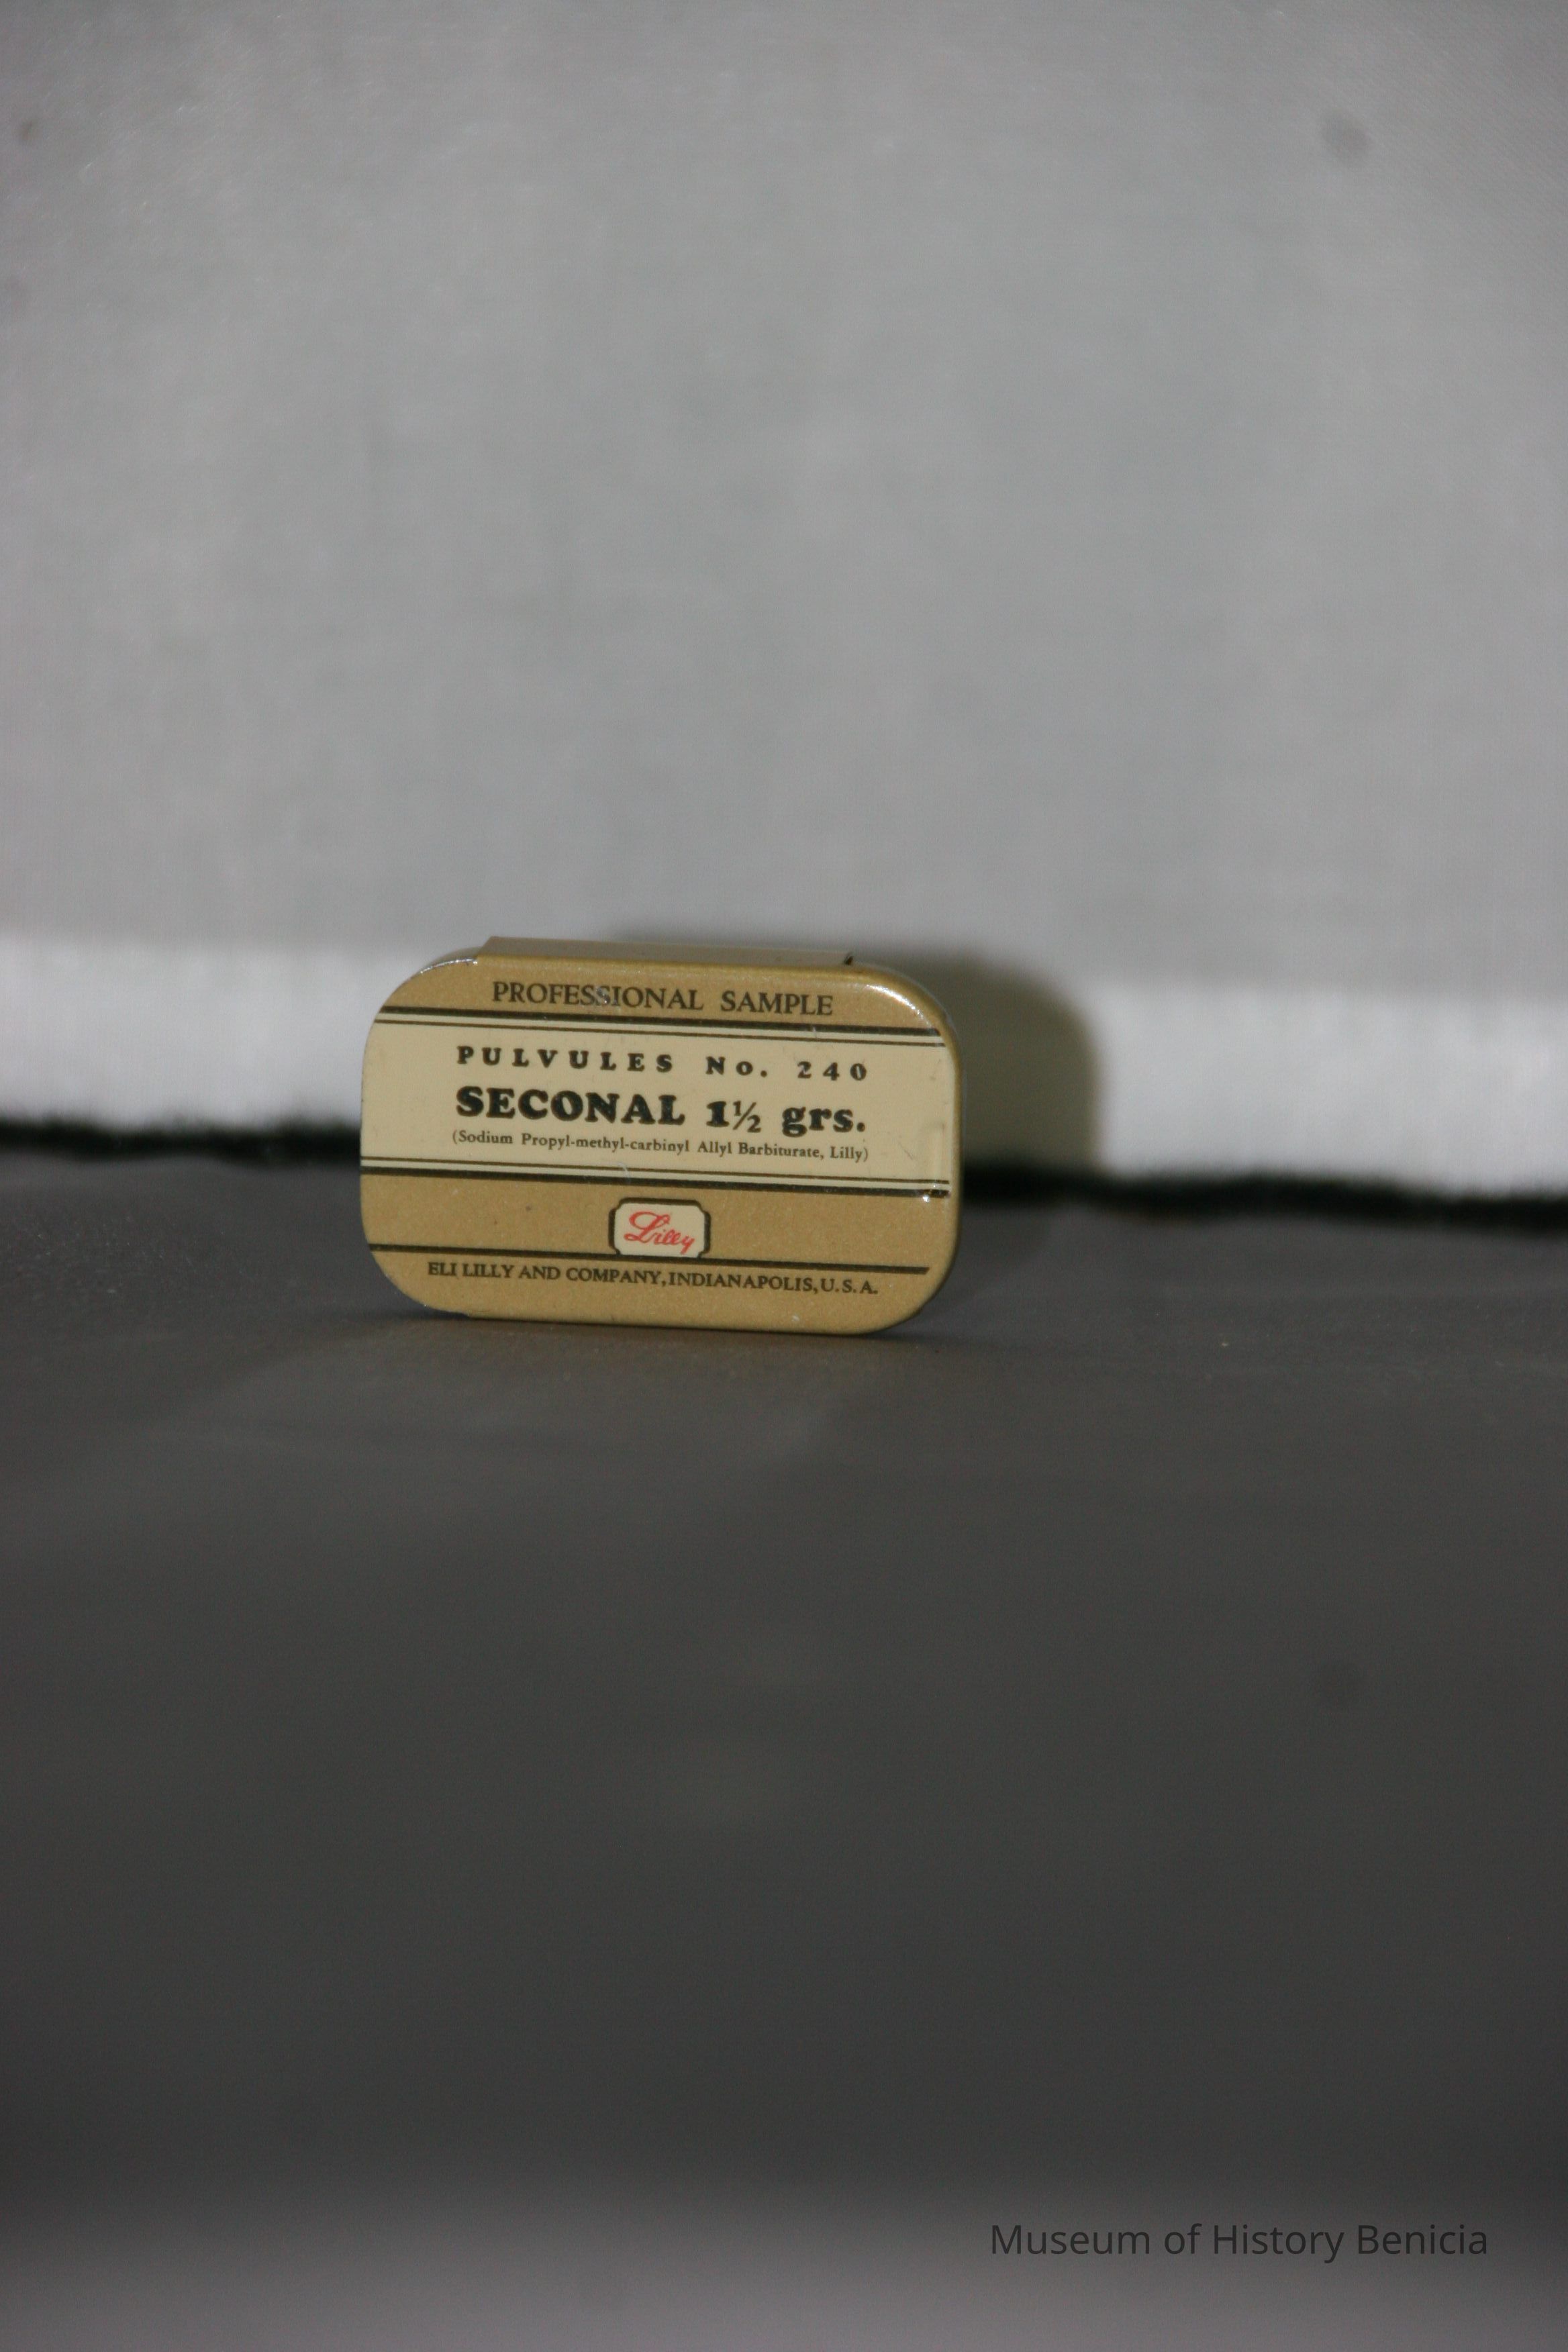 PROFESSIONAL SAMPLE
PULVULES No. 240
SECONAL 1½ grs.
(Sodium Propyl-methyl-carbinyl Allyl Barbiturate, Lilly)
Lilly
ELI LILLY AND COMPANY, INDIANAPOLIS, U.S.A.
Museum of History Benicia